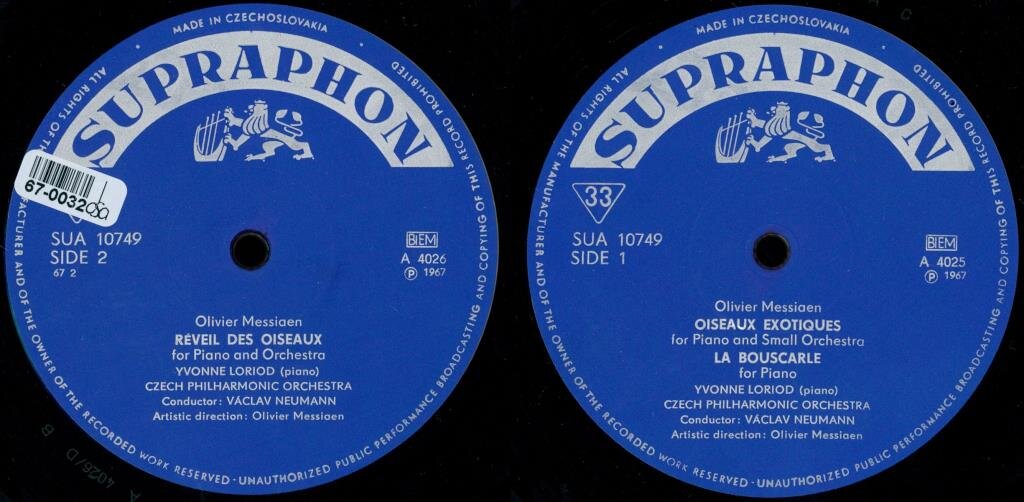 MADE IN CZECHOSLOVAKIA
SUPRAPHON
67-0032
SUA 10749
SIDE 2
67 2
BIEM
A 4026
Ⓟ 1967
Olivier Messiaen
RÉVEIL DES OISEAUX
for Piano and Orchestra
YVONNE LORIOD (piano)
CZECH PHILHARMONIC ORCHESTRA
Conductor: VÁCLAV NEUMANN
Artistic direction: Olivier Messiaen
ALL RIGHTS OF FACTURER AND OF THE OWNER OF THE RECORDED WORK RESERVED · UNAUTHORIZED PUBLIC PERFORMANCE BROADCASTING AND COPYING OF THIS RECORD PROHIBITED
4026/D
MADE IN CZECHOSLOVAKIA
SUPRAPHON
33
SUA 10749
SIDE 1
BIEM
A 4025
Ⓟ 1967
Olivier Messiaen
OISEAUX EXOTIQUES
for Piano and Small Orchestra
LA BOUSCARLE
for Piano
YVONNE LORIOD (piano)
CZECH PHILHARMONIC ORCHESTRA
Conductor: VÁCLAV NEUMANN
Artistic direction: Olivier Messiaen
ALL RIGHTS OF THE MANUFACTURER AND OF THE OWNER OF THE RECORDED WORK RESERVED · UNAUTHORIZED PUBLIC PERFORMANCE BROADCASTING AND COPYING OF THIS RECORD PROHIBITED